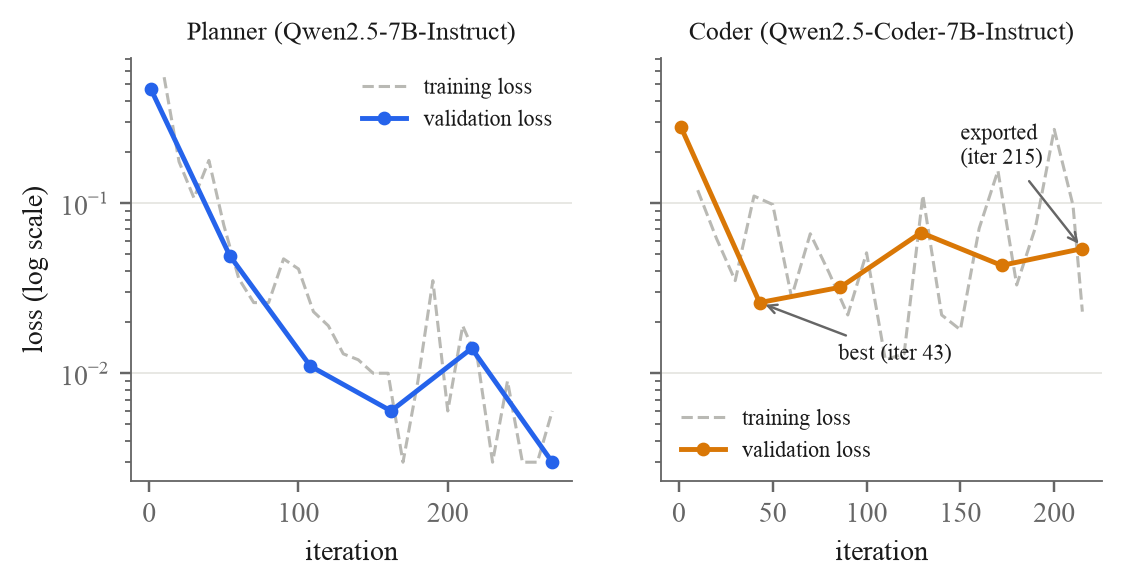 Planner (Qwen2.5-7B-Instruct)
training loss
validation loss
loss (log scale)
10⁻¹
10⁻²
0
100
200
iteration
Coder (Qwen2.5-Coder-7B-Instruct)
exported
(iter 215)
best (iter 43)
training loss
validation loss
0
50
100
150
200
iteration